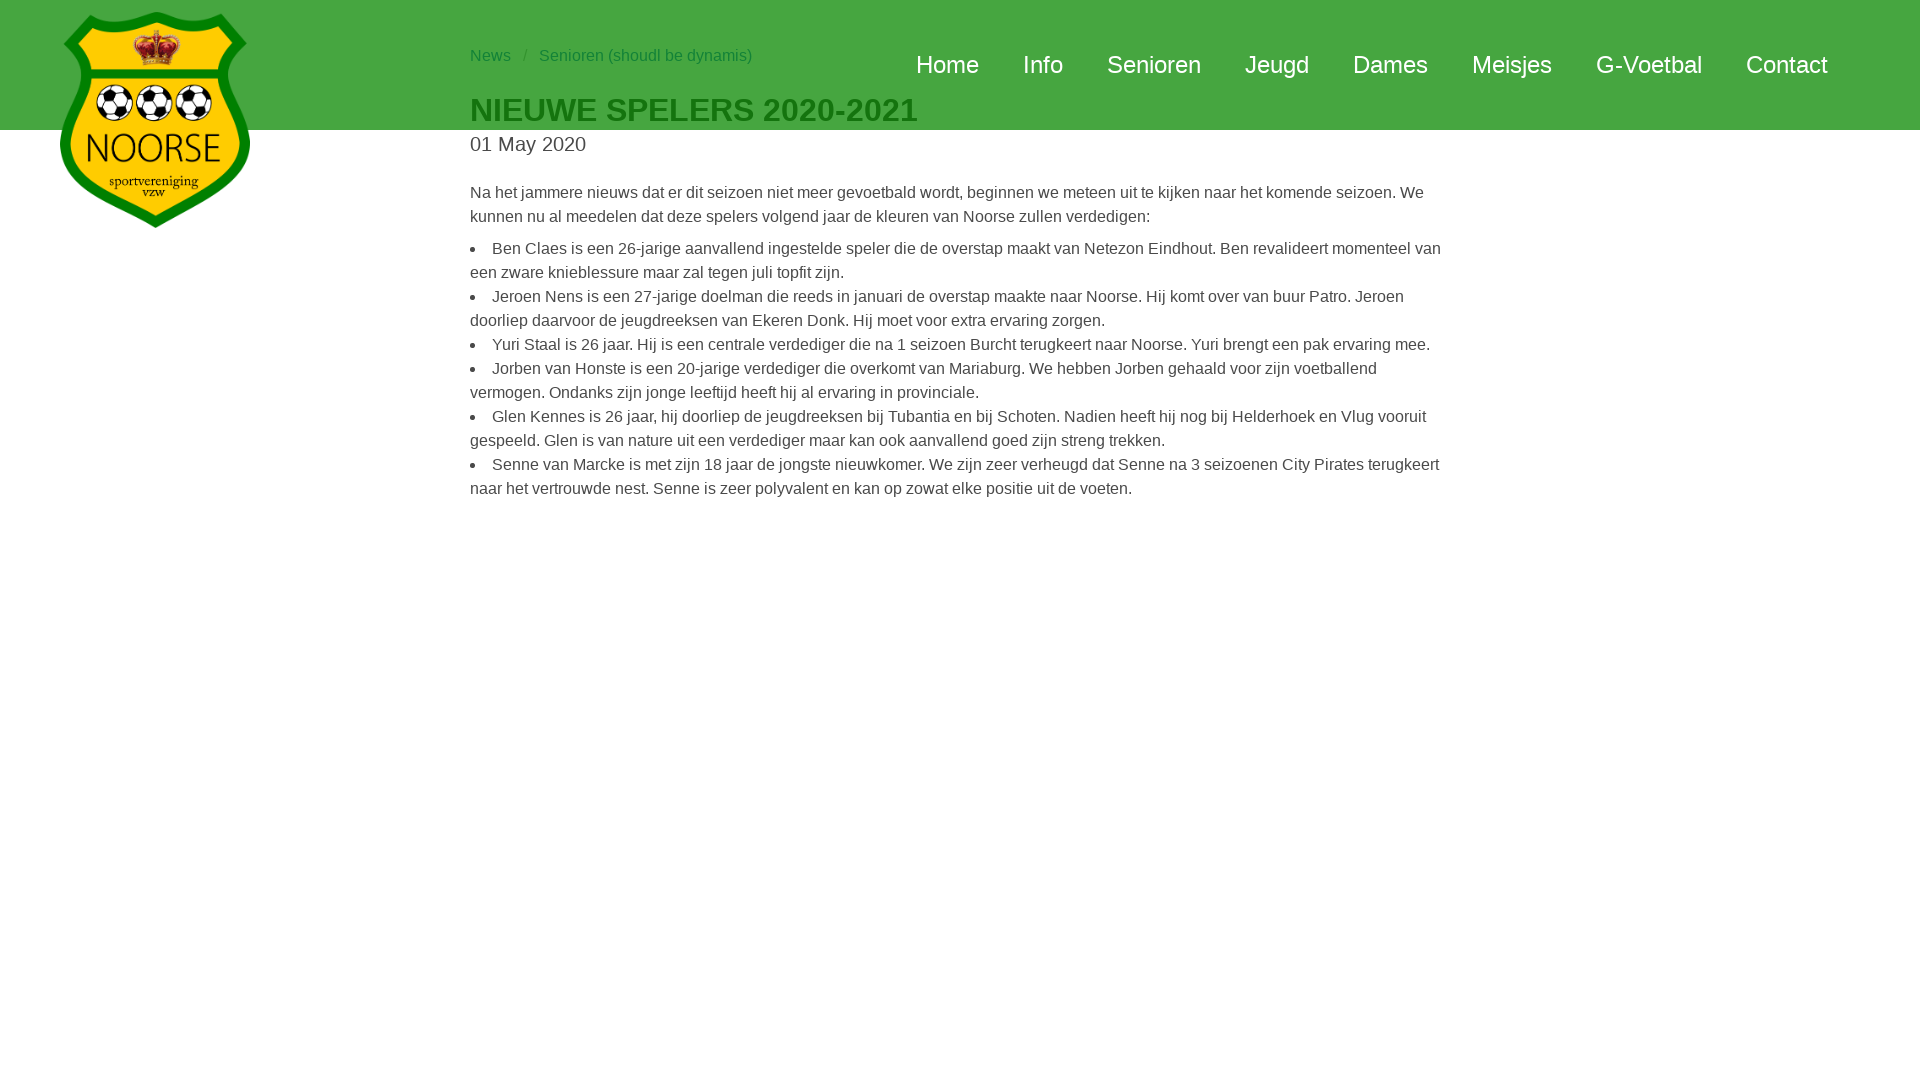 News / Senioren (shoudl be dynamis)
Home Info Senioren Jeugd Dames Meisjes G-Voetbal Contact
NOORSE
sportvereniging
vzw
NIEUWE SPELERS 2020-2021
01 May 2020
Na het jammere nieuws dat er dit seizoen niet meer gevoetbald wordt, beginnen we meteen uit te kijken naar het komende seizoen. We
kunnen nu al meedelen dat deze spelers volgend jaar de kleuren van Noorse zullen verdedigen:
• Ben Claes is een 26-jarige aanvallend ingestelde speler die de overstap maakt van Netezon Eindhout. Ben revalideert momenteel van
een zware knieblessure maar zal tegen juli topfit zijn.
• Jeroen Nens is een 27-jarige doelman die reeds in januari de overstap maakte naar Noorse. Hij komt over van buur Patro. Jeroen
doorliep daarvoor de jeugdreeksen van Ekeren Donk. Hij moet voor extra ervaring zorgen.
• Yuri Staal is 26 jaar. Hij is een centrale verdediger die na 1 seizoen Burcht terugkeert naar Noorse. Yuri brengt een pak ervaring mee.
• Jorben van Honste is een 20-jarige verdediger die overkomt van Mariaburg. We hebben Jorben gehaald voor zijn voetballend
vermogen. Ondanks zijn jonge leeftijd heeft hij al ervaring in provinciale.
• Glen Kennes is 26 jaar, hij doorliep de jeugdreeksen bij Tubantia en bij Schoten. Nadien heeft hij nog bij Helderhoek en Vlug vooruit
gespeeld. Glen is van nature uit een verdediger maar kan ook aanvallend goed zijn streng trekken.
• Senne van Marcke is met zijn 18 jaar de jongste nieuwkomer. We zijn zeer verheugd dat Senne na 3 seizoenen City Pirates terugkeert
naar het vertrouwde nest. Senne is zeer polyvalent en kan op zowat elke positie uit de voeten.